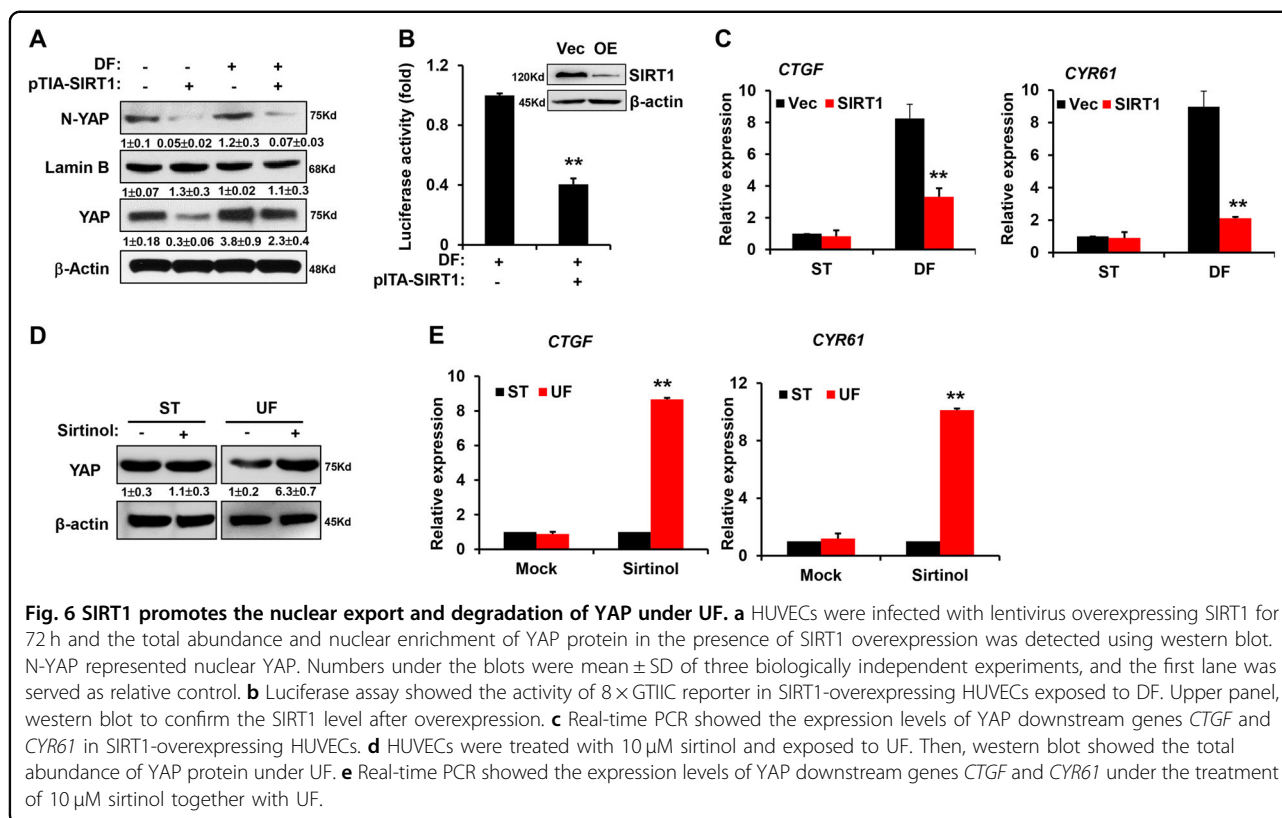 A
DF: - - + +
pTIA-SIRT1: - + - +
N-YAP 75Kd
1±0.1 0.05±0.02 1.2±0.3 0.07±0.03
Lamin B 68Kd
1±0.07 1.3±0.3 1±0.02 1.1±0.3
YAP 75Kd
1±0.18 0.3±0.06 3.8±0.9 2.3±0.4
β-Actin 48Kd
B
Vec OE
120Kd SIRT1
45Kd β-actin
Luciferase activity (fold)
1.2
0.8
0.4
0
**
DF: + +
pITA-SIRT1: - +
C
CTGF
Vec SIRT1
Relative expression
10
8
6
4
2
0
**
ST DF
CYR61
Vec SIRT1
Relative expression
10
8
6
4
2
0
**
ST DF
D
ST UF
Sirtinol: - + - +
YAP 75Kd
1±0.3 1.1±0.3 1±0.2 6.3±0.7
β-actin 45Kd
E
CTGF
ST UF
Relative expression
10
8
6
4
2
0
**
Mock Sirtinol
CYR61
ST UF
Relative expression
12
8
4
0
**
Mock Sirtinol
Fig. 6 SIRT1 promotes the nuclear export and degradation of YAP under UF. a HUVECs were infected with lentivirus overexpressing SIRT1 for
72 h and the total abundance and nuclear enrichment of YAP protein in the presence of SIRT1 overexpression was detected using western blot.
N-YAP represented nuclear YAP. Numbers under the blots were mean ± SD of three biologically independent experiments, and the first lane was
served as relative control. b Luciferase assay showed the activity of 8 × GTIIC reporter in SIRT1-overexpressing HUVECs exposed to DF. Upper panel,
western blot to confirm the SIRT1 level after overexpression. c Real-time PCR showed the expression levels of YAP downstream genes CTGF and
CYR61 in SIRT1-overexpressing HUVECs. d HUVECs were treated with 10 μM sirtinol and exposed to UF. Then, western blot showed the total
abundance of YAP protein under UF. e Real-time PCR showed the expression levels of YAP downstream genes CTGF and CYR61 under the treatment
of 10 μM sirtinol together with UF.